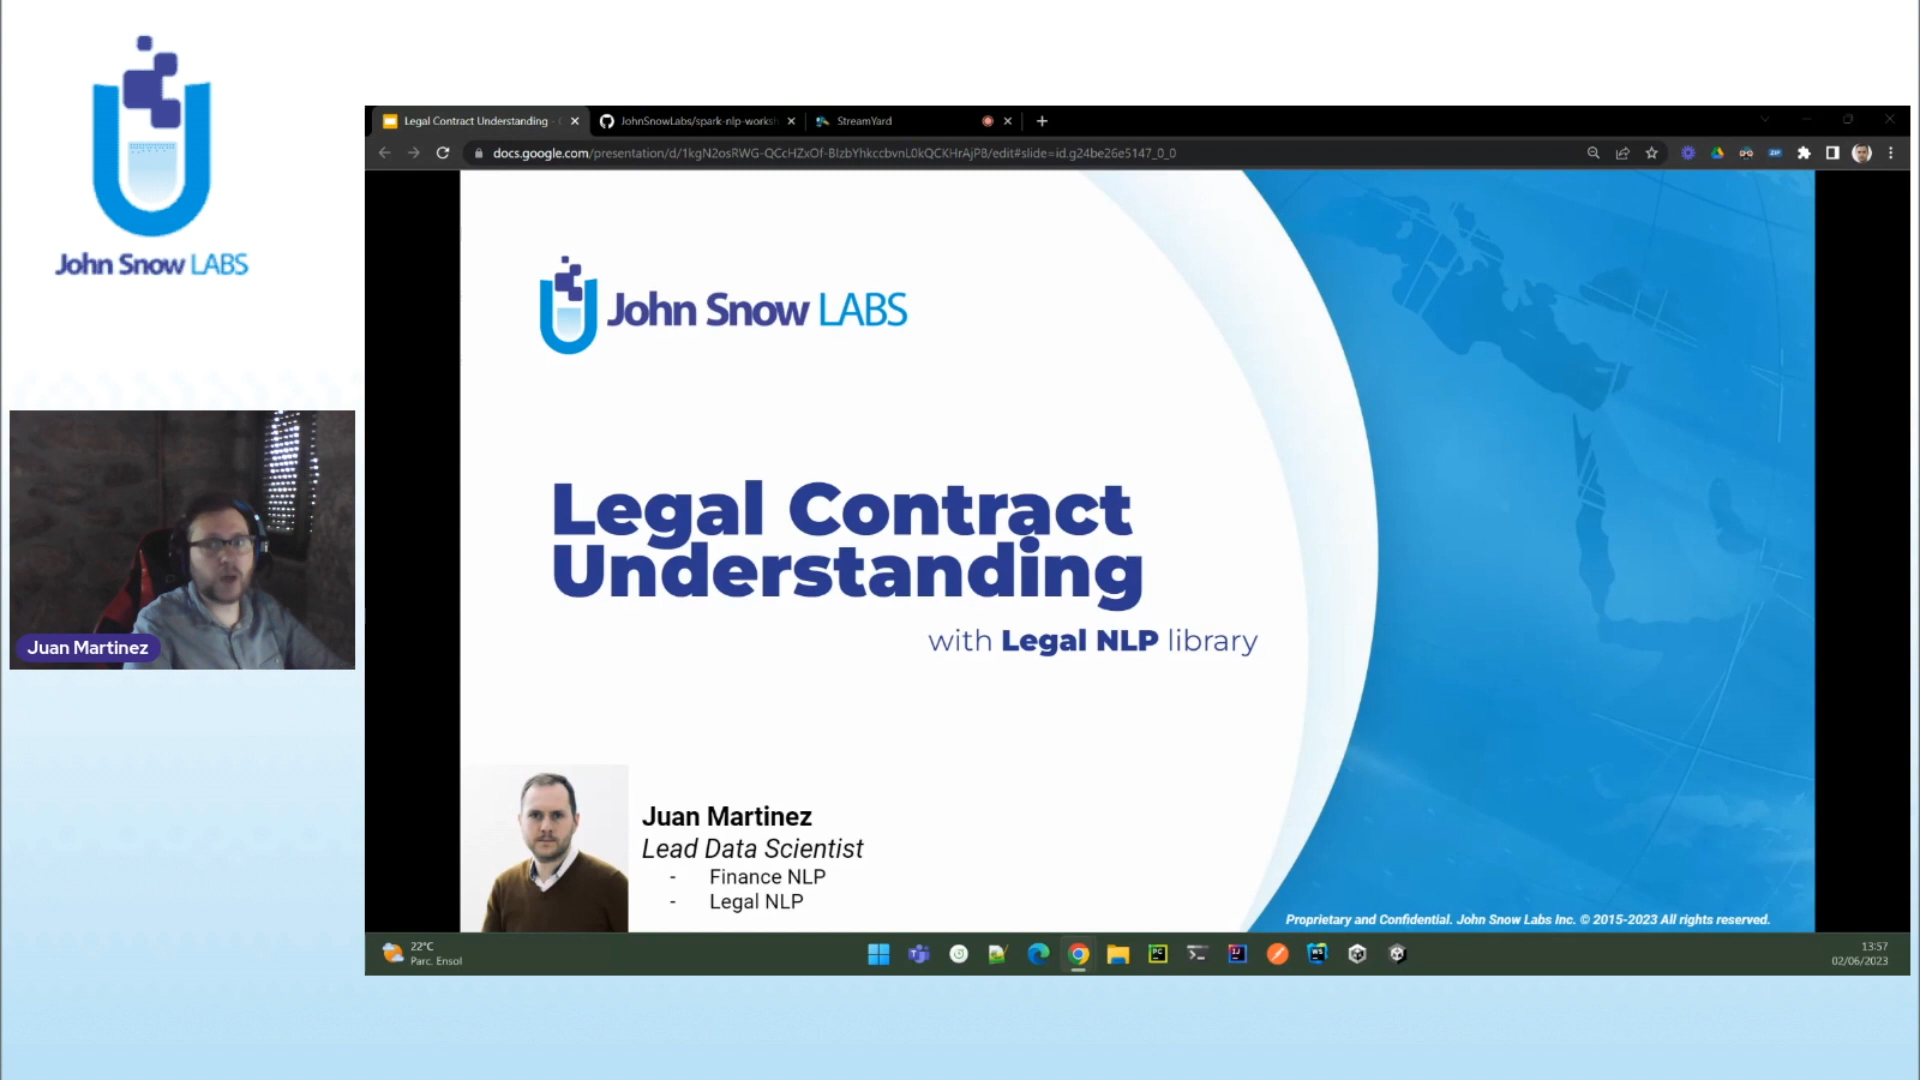 John Snow LABS
Legal Contract Understanding - G
JohnSnowLabs/spark-nlp-worksh
StreamYard
docs.google.com/presentation/d/1kgN2osRWG-QCcHZxOf-BIzbYhkccbvnL0kQCKHrAjP8/edit#slide=id.g24be26e5147_0_0
John Snow LABS
Legal Contract
Understanding
with Legal NLP library
Juan Martinez
Juan Martinez
Lead Data Scientist
- Finance NLP
- Legal NLP
Proprietary and Confidential. John Snow Labs Inc. © 2015-2023 All rights reserved.
22°C
Parc. Ensol
13:57
02/06/2023